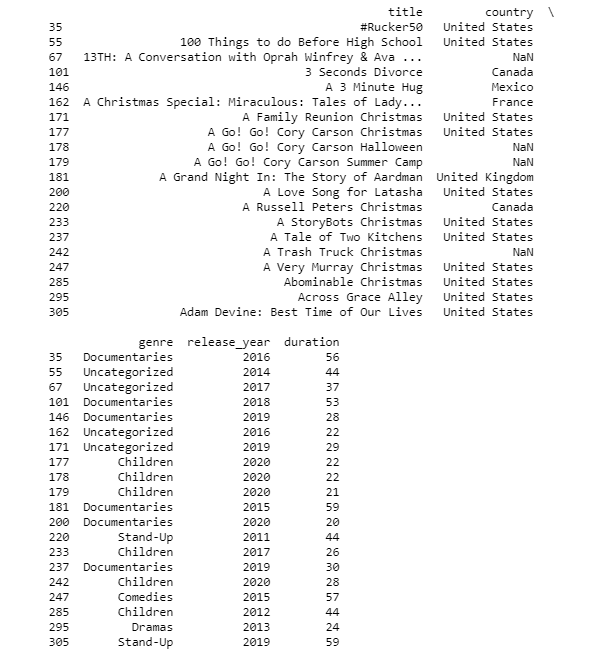 title country \
35 #Rucker50 United States
55 100 Things to do Before High School United States
67 13TH: A Conversation with Oprah Winfrey & Ava ... NaN
101 3 Seconds Divorce Canada
146 A 3 Minute Hug Mexico
162 A Christmas Special: Miraculous: Tales of Lady... France
171 A Family Reunion Christmas United States
177 A Go! Go! Cory Carson Christmas United States
178 A Go! Go! Cory Carson Halloween NaN
179 A Go! Go! Cory Carson Summer Camp NaN
181 A Grand Night In: The Story of Aardman United Kingdom
200 A Love Song for Latasha United States
220 A Russell Peters Christmas Canada
233 A StoryBots Christmas United States
237 A Tale of Two Kitchens United States
242 A Trash Truck Christmas NaN
247 A Very Murray Christmas United States
285 Abominable Christmas United States
295 Across Grace Alley United States
305 Adam Devine: Best Time of Our Lives United States
genre release_year duration
35 Documentaries 2016 56
55 Uncategorized 2014 44
67 Uncategorized 2017 37
101 Documentaries 2018 53
146 Documentaries 2019 28
162 Uncategorized 2016 22
171 Uncategorized 2019 29
177 Children 2020 22
178 Children 2020 22
179 Children 2020 21
181 Documentaries 2015 59
200 Documentaries 2020 20
220 Stand-Up 2011 44
233 Children 2017 26
237 Documentaries 2019 30
242 Children 2020 28
247 Comedies 2015 57
285 Children 2012 44
295 Dramas 2013 24
305 Stand-Up 2019 59